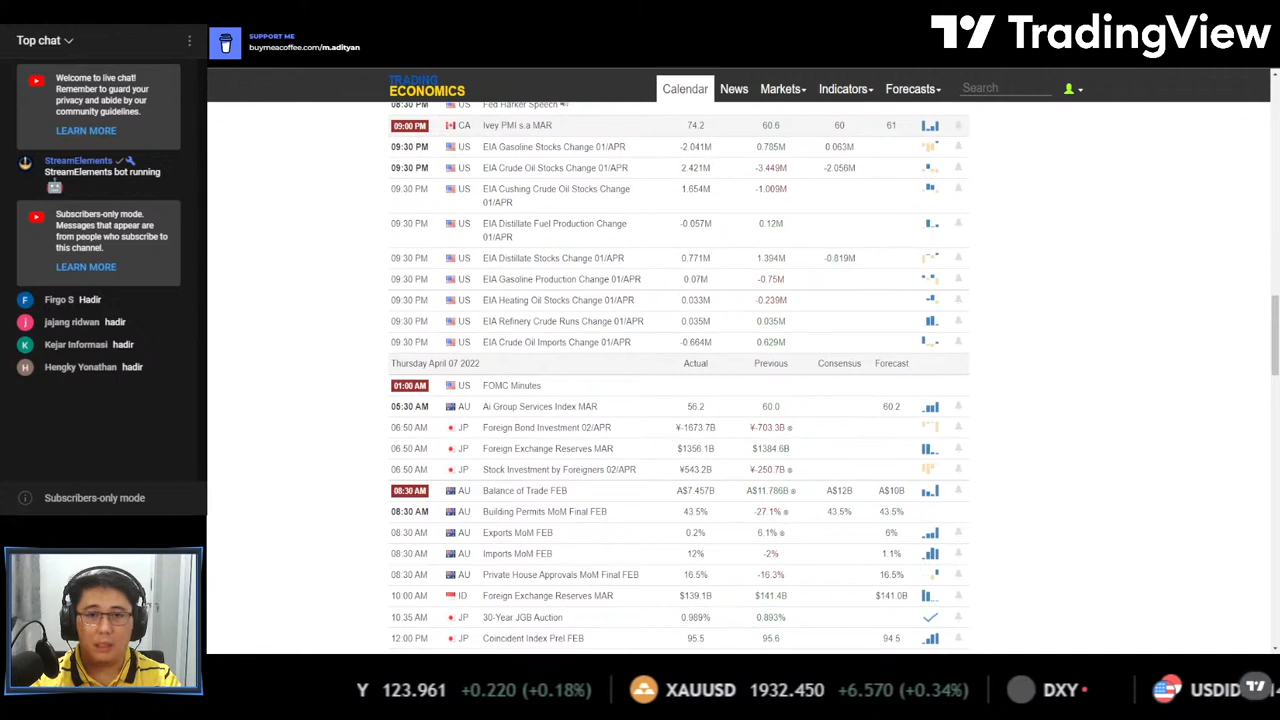 Top chat
SUPPORT ME
buymeacoffee.com/m.adityan
TradingView
Welcome to live chat!
Remember to guard your
privacy and abide by our
community guidelines.
LEARN MORE
StreamElements
StreamElements bot running
Subscribers-only mode.
Messages that appear are
from people who subscribe to
this channel.
LEARN MORE
F Firgo S Hadir
j jajang ridwan hadir
K Kejar Informasi hadir
H Hengky Yonathan hadir
Subscribers-only mode
TRADING
ECONOMICS
Calendar News Markets Indicators Forecasts Search
08:30 PM US Fed Harker Speech
09:00 PM CA Ivey PMI s.a MAR 74.2 60.6 60 61
09:30 PM US EIA Gasoline Stocks Change 01/APR -2.041M 0.785M 0.063M
09:30 PM US EIA Crude Oil Stocks Change 01/APR 2.421M -3.449M -2.056M
09:30 PM US EIA Cushing Crude Oil Stocks Change 1.654M -1.009M
01/APR
09:30 PM US EIA Distillate Fuel Production Change -0.057M 0.12M
01/APR
09:30 PM US EIA Distillate Stocks Change 01/APR 0.771M 1.394M -0.819M
09:30 PM US EIA Gasoline Production Change 01/APR 0.07M -0.75M
09:30 PM US EIA Heating Oil Stocks Change 01/APR 0.033M -0.239M
09:30 PM US EIA Refinery Crude Runs Change 01/APR 0.035M 0.035M
09:30 PM US EIA Crude Oil Imports Change 01/APR -0.664M 0.629M
Thursday April 07 2022 Actual Previous Consensus Forecast
01:00 AM US FOMC Minutes
05:30 AM AU Ai Group Services Index MAR 56.2 60.0 60.2
06:50 AM JP Foreign Bond Investment 02/APR ¥-1673.7B ¥-703.3B ®
06:50 AM JP Foreign Exchange Reserves MAR $1356.1B $1384.6B
06:50 AM JP Stock Investment by Foreigners 02/APR ¥543.2B ¥-250.7B ®
08:30 AM AU Balance of Trade FEB A$7.457B A$11.786B ® A$12B A$10B
08:30 AM AU Building Permits MoM Final FEB 43.5% -27.1% ® 43.5% 43.5%
08:30 AM AU Exports MoM FEB 0.2% 6.1% ® 6%
08:30 AM AU Imports MoM FEB 12% -2% 1.1%
08:30 AM AU Private House Approvals MoM Final FEB 16.5% -16.3% 16.5%
10:00 AM ID Foreign Exchange Reserves MAR $139.1B $141.4B $141.0B
10:35 AM JP 30-Year JGB Auction 0.989% 0.893%
12:00 PM JP Coincident Index Prel FEB 95.5 95.6 94.5
Y 123.961 +0.220 (+0.18%) XAUUSD 1932.450 +6.570 (+0.34%) DXY USDID